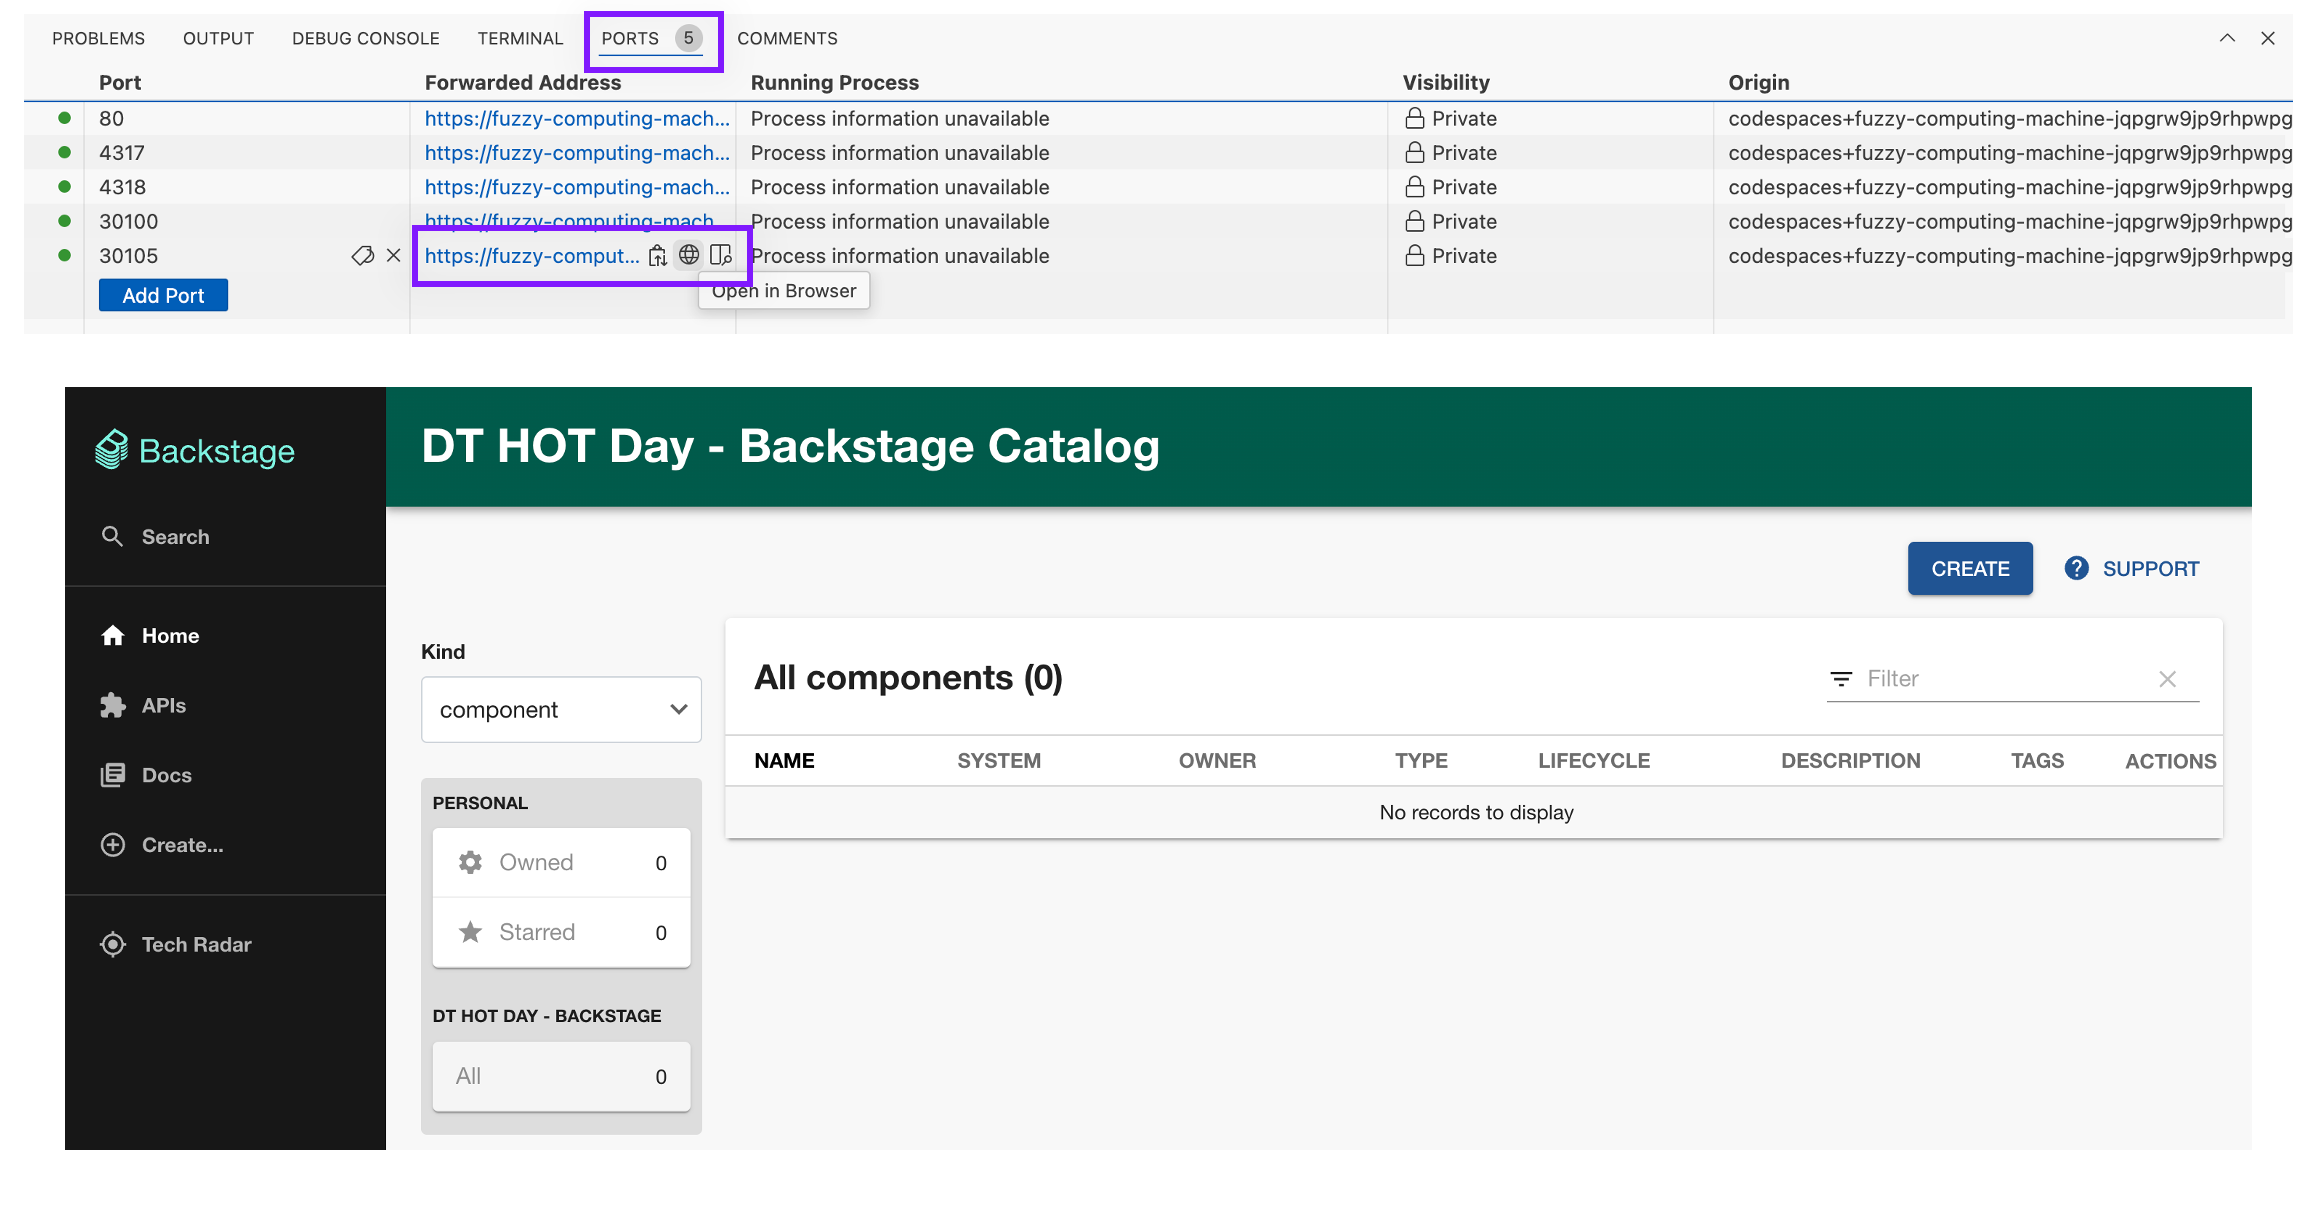 PROBLEMS OUTPUT DEBUG CONSOLE TERMINAL PORTS 5 COMMENTS
Port Forwarded Address Running Process Visibility Origin
80 https://fuzzy-computing-mach... Process information unavailable Private codespaces+fuzzy-computing-machine-jqpgrw9jp9rhpwpg
4317 https://fuzzy-computing-mach... Process information unavailable Private codespaces+fuzzy-computing-machine-jqpgrw9jp9rhpwpg
4318 https://fuzzy-computing-mach... Process information unavailable Private codespaces+fuzzy-computing-machine-jqpgrw9jp9rhpwpg
30100 https://fuzzy-computing-mach... Process information unavailable Private codespaces+fuzzy-computing-machine-jqpgrw9jp9rhpwpg
30105 https://fuzzy-comput... Process information unavailable Private codespaces+fuzzy-computing-machine-jqpgrw9jp9rhpwpg
Add Port
Open in Browser
Backstage
Search
Home
APIs
Docs
Create...
Tech Radar
DT HOT Day - Backstage Catalog
CREATE ? SUPPORT
Kind
component
PERSONAL
Owned 0
Starred 0
DT HOT DAY - BACKSTAGE
All 0
All components (0)
Filter
NAME SYSTEM OWNER TYPE LIFECYCLE DESCRIPTION TAGS ACTIONS
No records to display